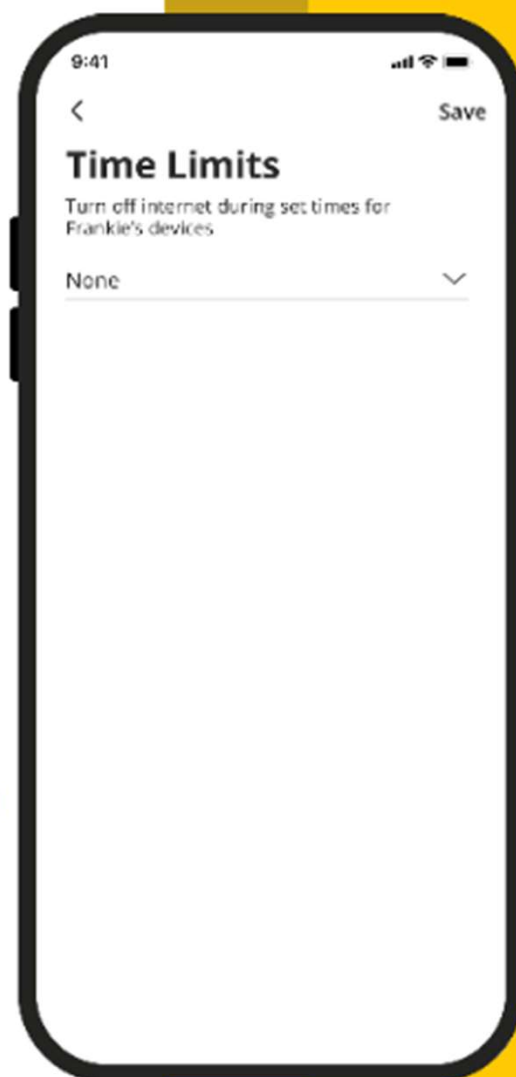 9:41
Save
Time Limits
Turn off internet during set times for
Frankie's devices
None